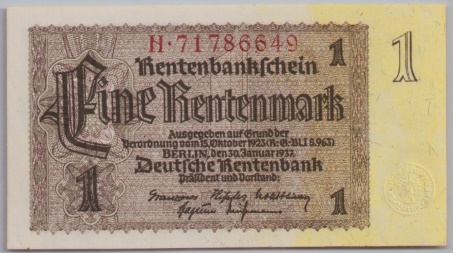 H·71786649
1
1
Rentenbankschein
Eine Rentenmark
Ausgegeben auf Grund der
Verordnung vom 15. Oktober 1923 (R·G·Bl I S.963)
BERLIN, den 30. Januar 1937
Deutsche Rentenbank
Präsident und Vorstand:
1
1